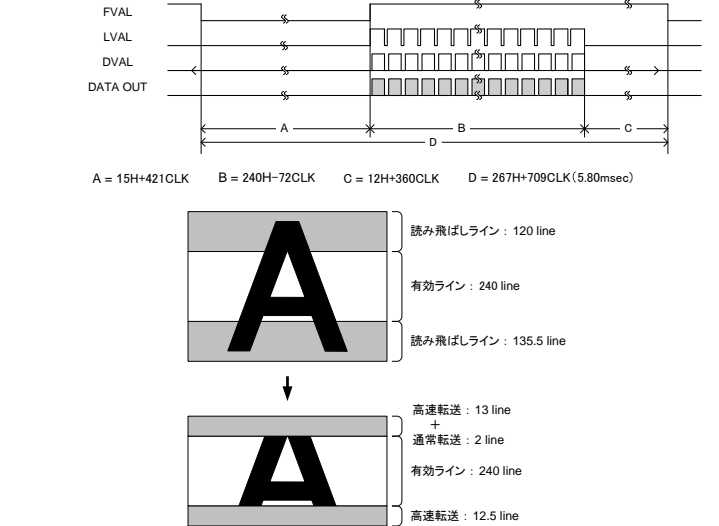 FVAL
LVAL
DVAL
DATA OUT
A B C
D
A = 15H+421CLK B = 240H-72CLK C = 12H+360CLK D = 267H+709CLK(5.80msec)
読み飛ばしライン : 120 line
有効ライン : 240 line
読み飛ばしライン : 135.5 line
A
高速転送 : 13 line
+
通常転送 : 2 line
有効ライン : 240 line
高速転送 : 12.5 line
A